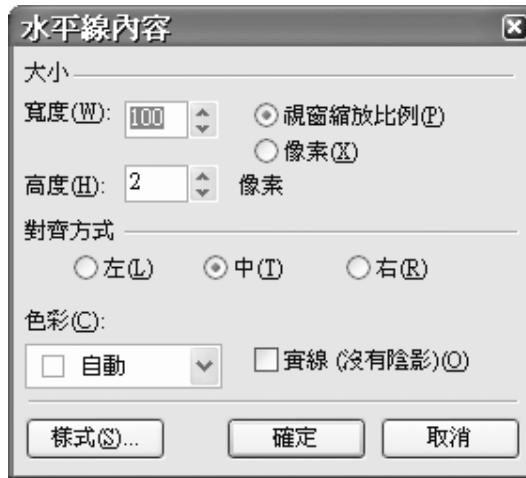 水平線內容
大小
寬度(W): 100 視窗縮放比例(P)
像素(X)
高度(H): 2 像素
對齊方式
左(L) 中(T) 右(R)
色彩(C):
自動 實線 (沒有陰影)(O)
樣式(S)... 確定 取消